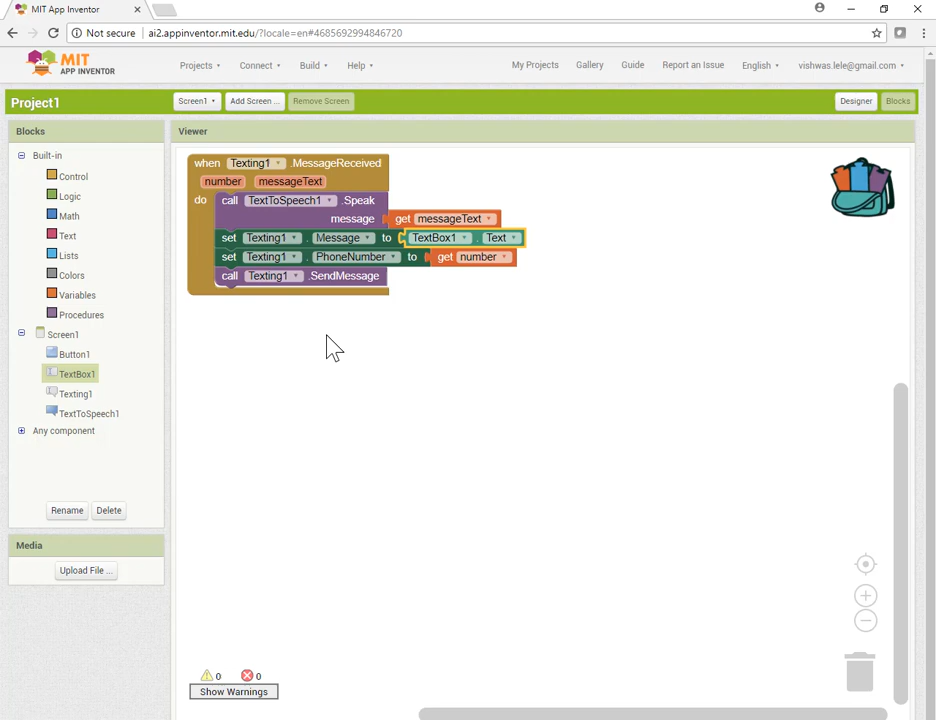 MIT App Inventor
Not secure | ai2.appinventor.mit.edu/?locale=en#4685692994846720
MIT
APP INVENTOR
Projects Connect Build Help My Projects Gallery Guide Report an Issue English vishwas.lele@gmail.com
Project1 Screen1 Add Screen ... Remove Screen Designer Blocks
Blocks
Built-in
Control
Logic
Math
Text
Lists
Colors
Variables
Procedures
Screen1
Button1
TextBox1
Texting1
TextToSpeech1
Any component
Rename Delete
Media
Upload File ...
Viewer
when Texting1 .MessageReceived
number messageText
do call TextToSpeech1 .Speak
message get messageText
set Texting1 . Message to TextBox1 . Text
set Texting1 . PhoneNumber to get number
call Texting1 .SendMessage
0 0
Show Warnings